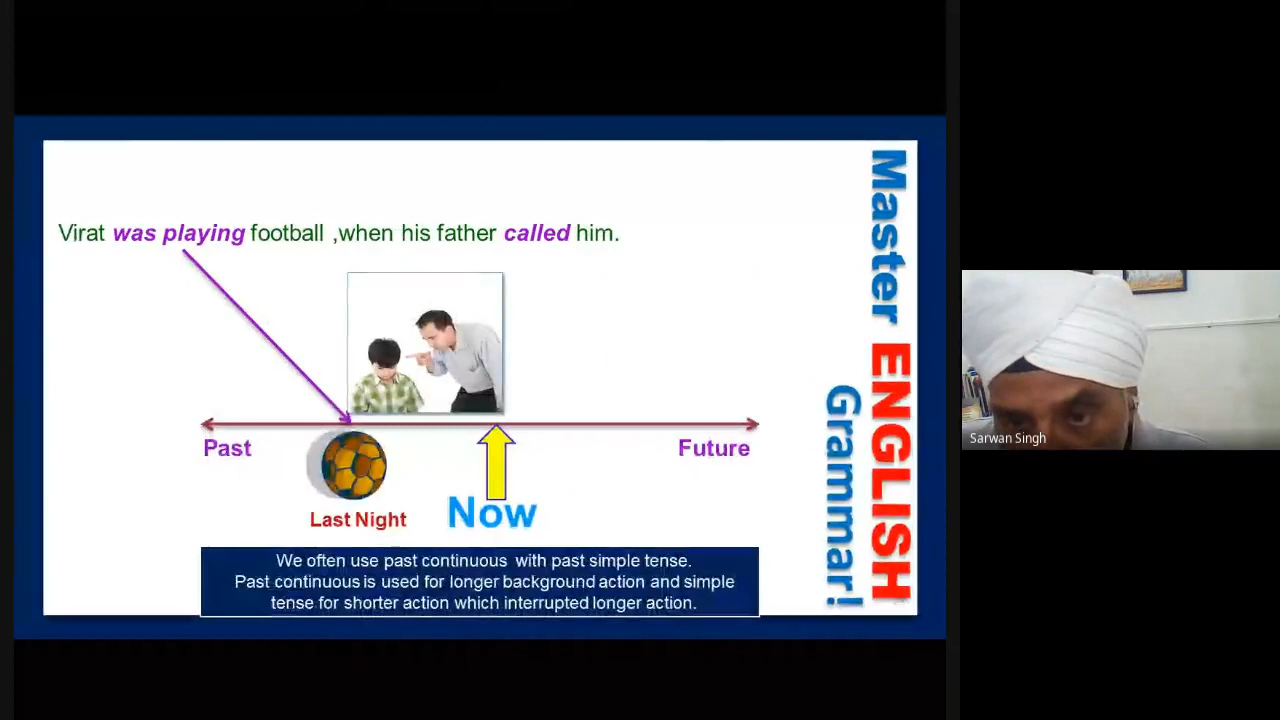 Virat was playing football ,when his father called him.
Past
Future
Last Night
Now
We often use past continuous with past simple tense.
Past continuous is used for longer background action and simple
tense for shorter action which interrupted longer action.
Master ENGLISH
Grammar!
Sarwan Singh